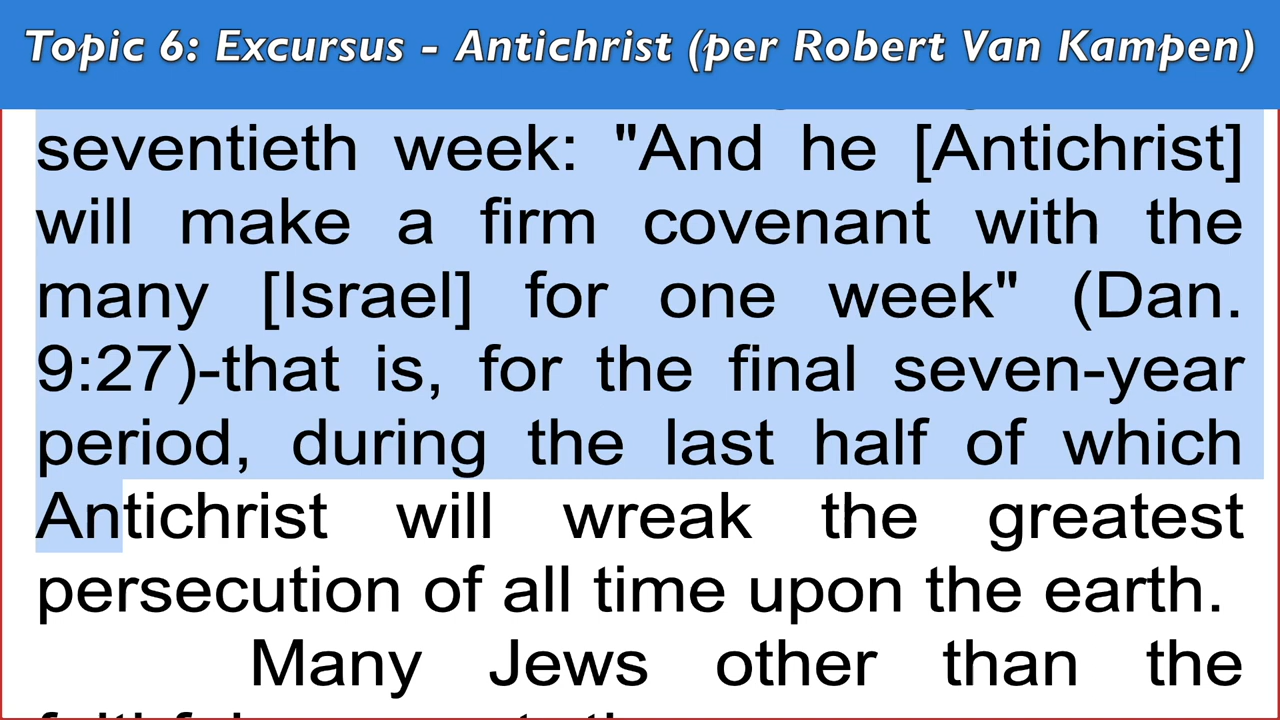 Topic 6: Excursus - Antichrist (per Robert Van Kampen)
seventieth week: "And he [Antichrist]
will make a firm covenant with the
many [Israel] for one week" (Dan.
9:27)-that is, for the final seven-year
period, during the last half of which
Antichrist will wreak the greatest
persecution of all time upon the earth.
Many Jews other than the